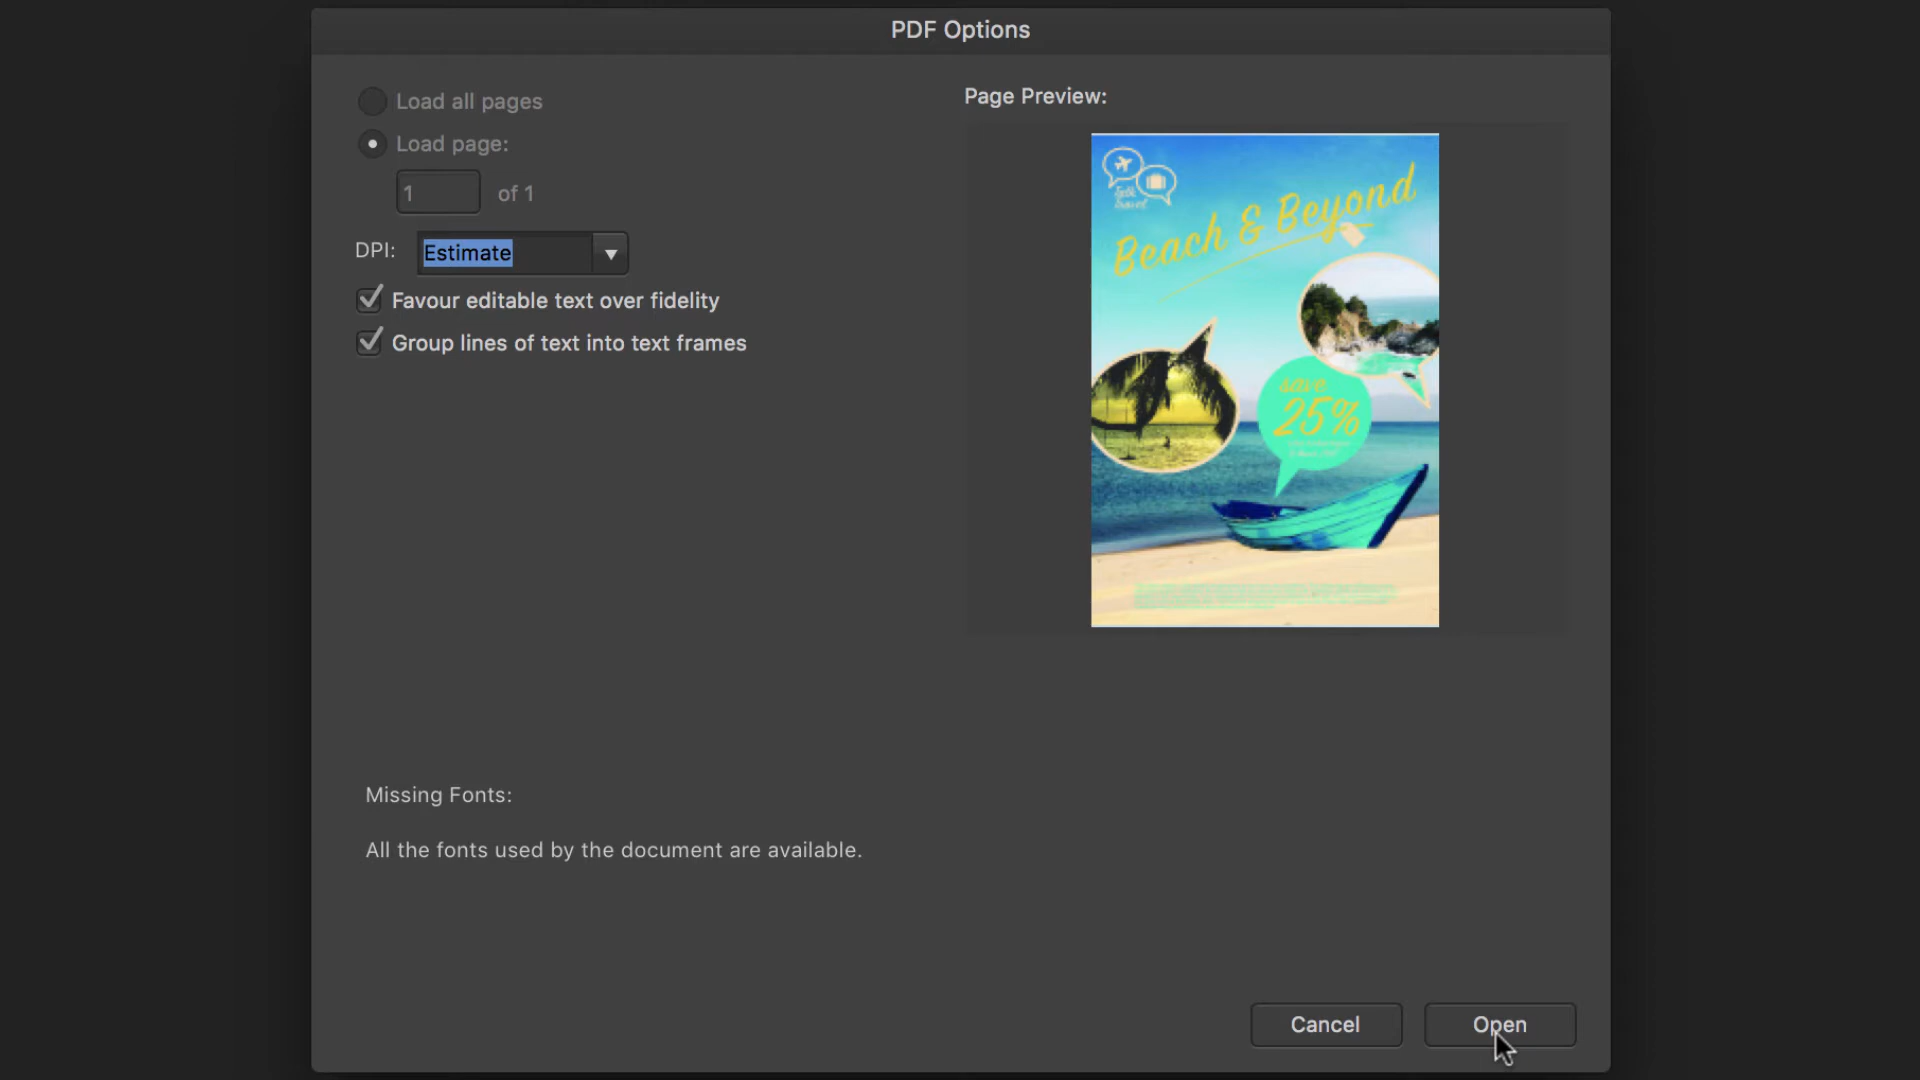 PDF Options
Load all pages
Load page:
1 of 1
DPI: Estimate
Favour editable text over fidelity
Group lines of text into text frames
Missing Fonts:
All the fonts used by the document are available.
Page Preview:
Talk
Travel
Beach & Beyond
save
25%
Cancel
Open